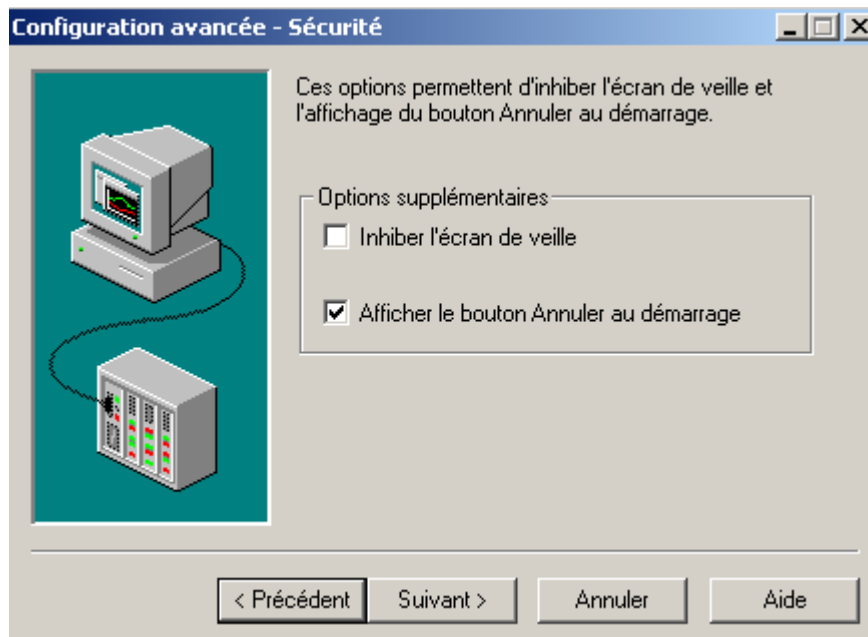 Configuration avancée - Sécurité
Ces options permettent d'inhiber l'écran de veille et
l'affichage du bouton Annuler au démarrage.
Options supplémentaires
Inhiber l'écran de veille
Afficher le bouton Annuler au démarrage
< Précédent Suivant > Annuler Aide